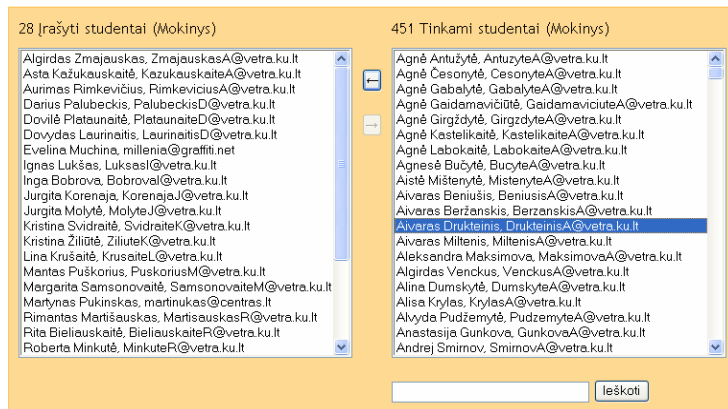 28 Įrašyti studentai (Mokinys)
Algirdas Zmajauskas, ZmajauskasA@vetra.ku.lt
Asta Kažukauskaitė, KazukauskaiteA@vetra.ku.lt
Aurimas Rimkevičius, RimkeviciusA@vetra.ku.lt
Darius Palubeckis, PalubeckisD@vetra.ku.lt
Dovilė Plataunaitė, PlataunaiteD@vetra.ku.lt
Dovydas Laurinaitis, LaurinaitisD@vetra.ku.lt
Evelina Muchina, millenia@graffiti.net
Ignas Lukšas, LuksasI@vetra.ku.lt
Inga Bobrova, BobrovaI@vetra.ku.lt
Jurgita Korenaja, KorenajaJ@vetra.ku.lt
Jurgita Molytė, MolyteJ@vetra.ku.lt
Kristina Svidraitė, SvidraiteK@vetra.ku.lt
Kristina Žiliūtė, ZiliuteK@vetra.ku.lt
Lina Krušaitė, KrusaiteL@vetra.ku.lt
Mantas Puškorius, PuskoriusM@vetra.ku.lt
Margarita Samsonovaitė, SamsonovaiteM@vetra.ku.lt
Martynas Pukinskas, martinukas@centras.lt
Rimantas Martišauskas, MartisauskasR@vetra.ku.lt
Rita Bieliauskaitė, BieliauskaiteR@vetra.ku.lt
Roberta Minkutė, MinkuteR@vetra.ku.lt
←
→
451 Tinkami studentai (Mokinys)
Agnė Antužytė, AntuzyteA@vetra.ku.lt
Agnė Česonytė, CesonyteA@vetra.ku.lt
Agnė Gabalytė, GabalyteA@vetra.ku.lt
Agnė Gaidamavičiūtė, GaidamaviciuteA@vetra.ku.lt
Agnė Girgždytė, GirgzdyteA@vetra.ku.lt
Agnė Kastelikaitė, KastelikaiteA@vetra.ku.lt
Agnė Labokaitė, LabokaiteA@vetra.ku.lt
Agnesė Bučytė, BucyteA@vetra.ku.lt
Aistė Mištenytė, MistenyteA@vetra.ku.lt
Aivaras Beniušis, BeniusisA@vetra.ku.lt
Aivaras Beržanskis, BerzanskisA@vetra.ku.lt
Aivaras Drukteinis, DrukteinisA@vetra.ku.lt
Aivaras Miltenis, MiltenisA@vetra.ku.lt
Aleksandra Maksimova, MaksimovaA@vetra.ku.lt
Algirdas Venckus, VenckusA@vetra.ku.lt
Alina Dumskytė, DumskyteA@vetra.ku.lt
Alisa Krylas, KrylasA@vetra.ku.lt
Alvyda Pudžemytė, PudzemyteA@vetra.ku.lt
Anastasija Gunkova, GunkovaA@vetra.ku.lt
Andrej Smirnov, SmirnovA@vetra.ku.lt
Ieškoti